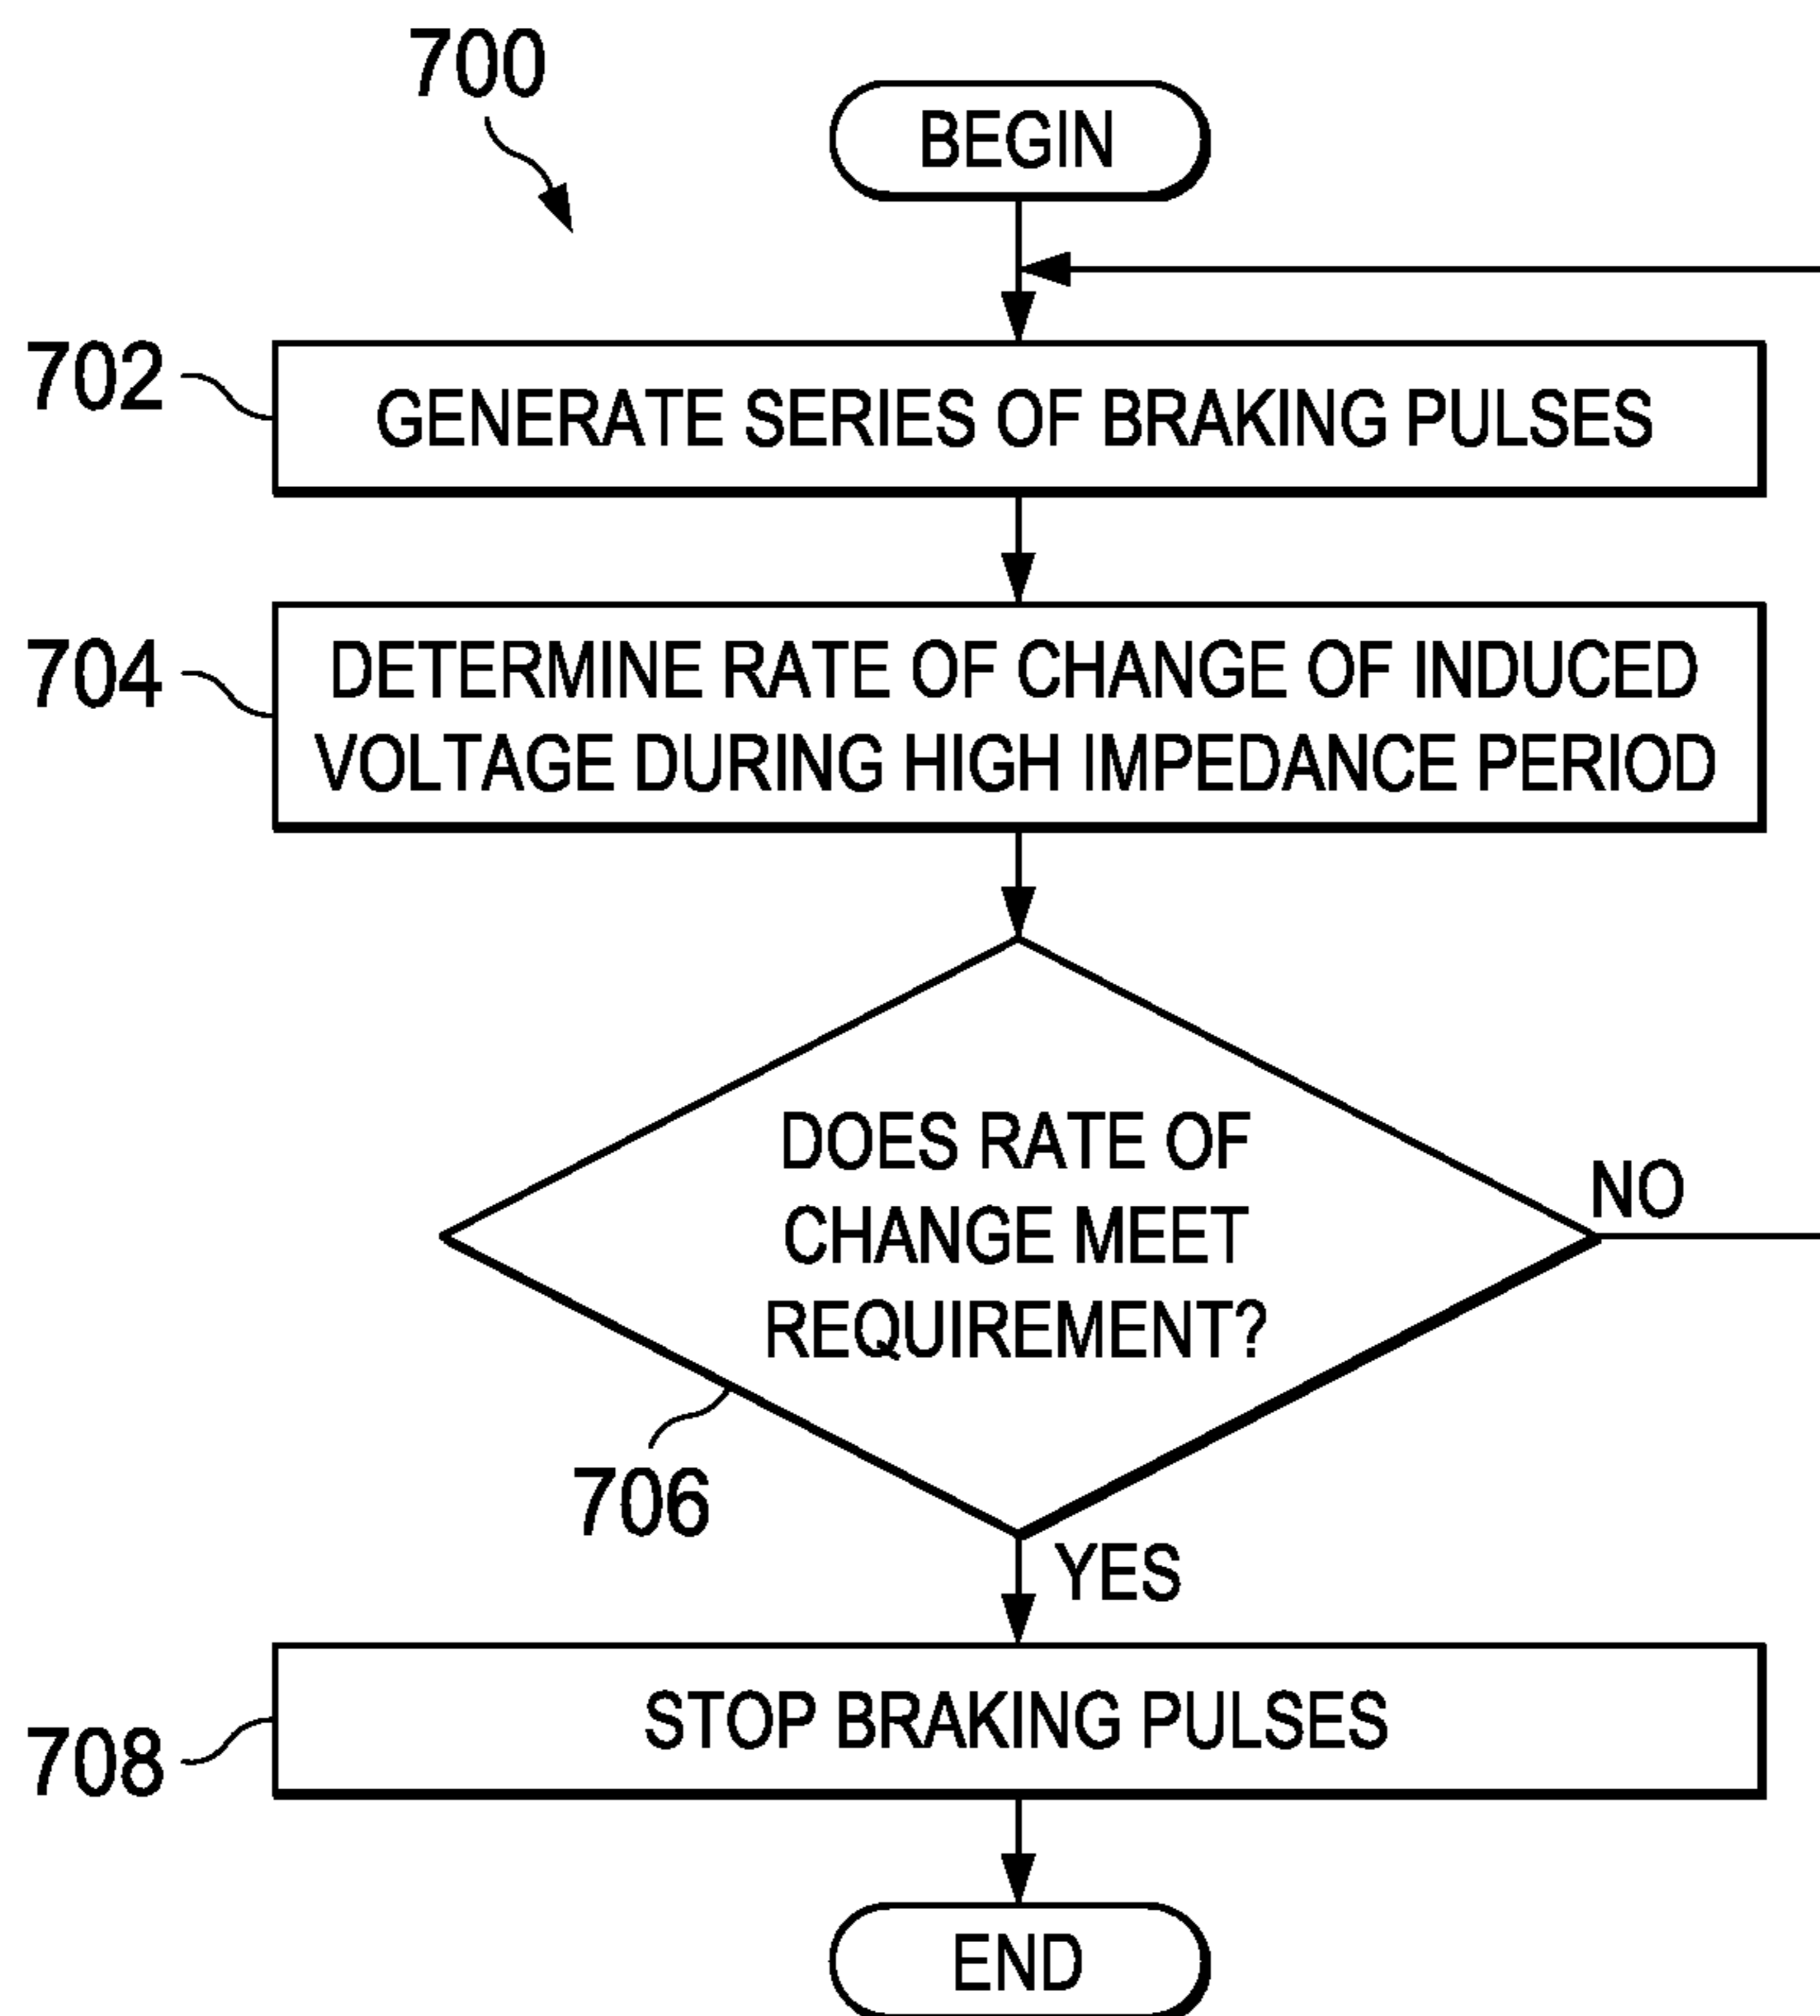 700
BEGIN
702
GENERATE SERIES OF BRAKING PULSES
704
DETERMINE RATE OF CHANGE OF INDUCED
VOLTAGE DURING HIGH IMPEDANCE PERIOD
DOES RATE OF
CHANGE MEET
REQUIREMENT?
NO
706
YES
STOP BRAKING PULSES
708
END